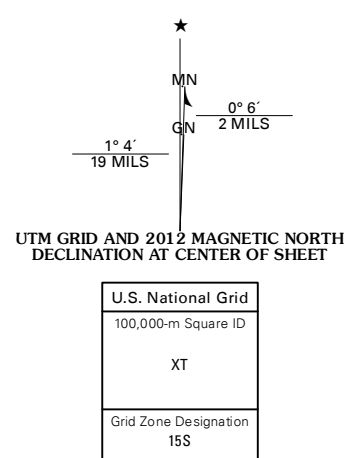 ★
MN
GN
0° 6´
2 MILS
1° 4´
19 MILS
UTM GRID AND 2012 MAGNETIC NORTH
DECLINATION AT CENTER OF SHEET
U.S. National Grid
100,000-m Square ID
XT
Grid Zone Designation
15S